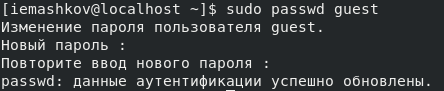 [iemashkov@localhost ~]$ sudo passwd guest
Изменение пароля пользователя guest.
Новый пароль :
Повторите ввод нового пароля :
passwd: данные аутентификации успешно обновлены.